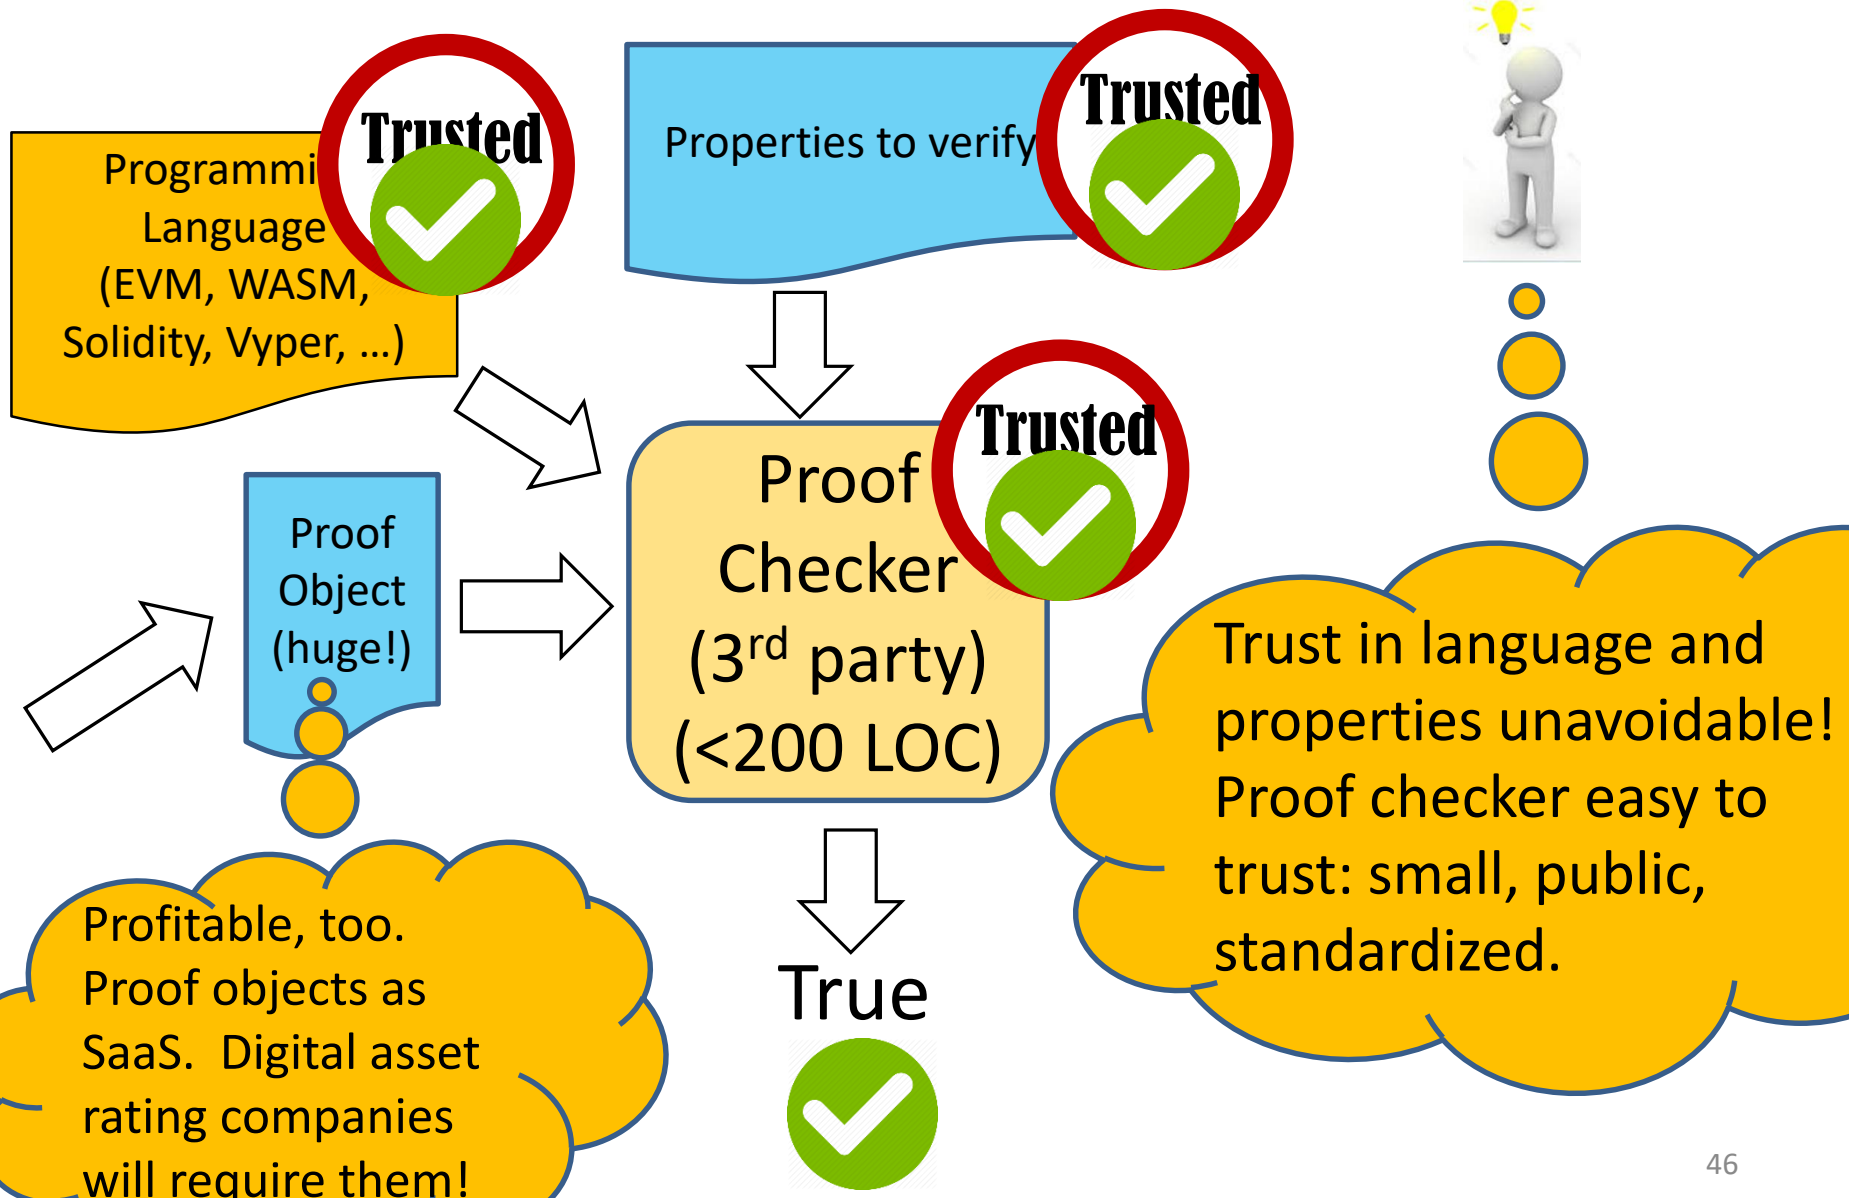 Trusted
Programmi
Language
(EVM, WASM,
Solidity, Vyper, ...)
Properties to verify
Trusted
Proof
Object
(huge!)
Trusted
Proof
Checker
(3rd party)
(<200 LOC)
True
Trust in language and
properties unavoidable!
Proof checker easy to
trust: small, public,
standardized.
Profitable, too.
Proof objects as
SaaS.  Digital asset
rating companies
will require them!
46